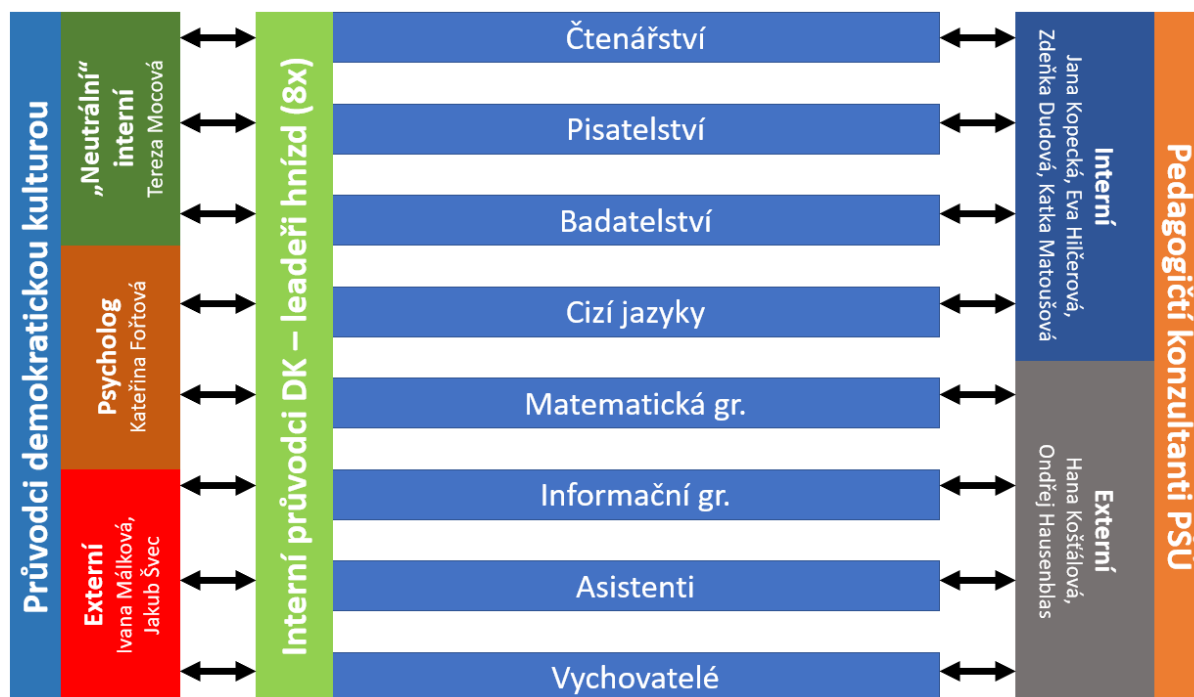 Průvodci demokratickou kulturou
„Neutrální“
interní
Tereza Mocová
Psycholog
Kateřina Fořtová
Externí
Ivana Málková,
Jakub Švec
Interní průvodci DK – leadeři hnízd (8x)
Čtenářství
Pisatelství
Badatelství
Cizí jazyky
Matematická gr.
Informační gr.
Asistenti
Vychovatelé
Interní
Jana Kopecká, Eva Hilčerová,
Zdeňka Dudová, Katka Matoušová
Externí
Hana Košťálová,
Ondřej Hausenblas
Pedagogičtí konzultanti PSU